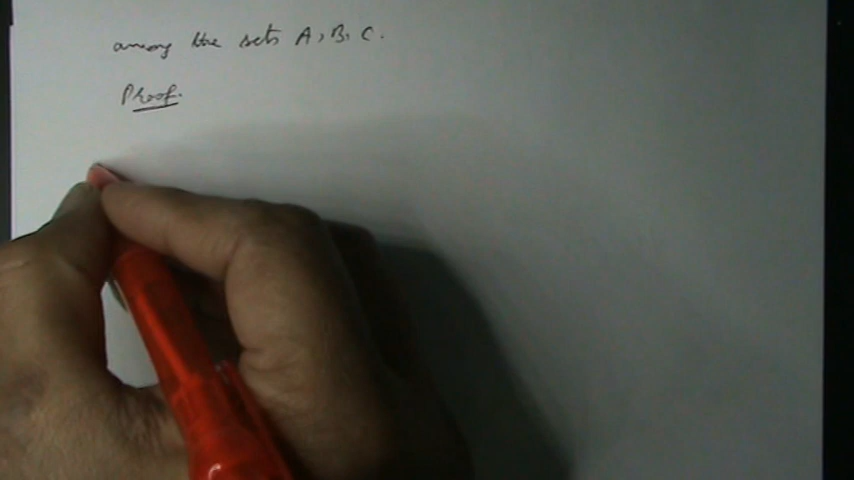 among the sets A, B, C.
Proof.